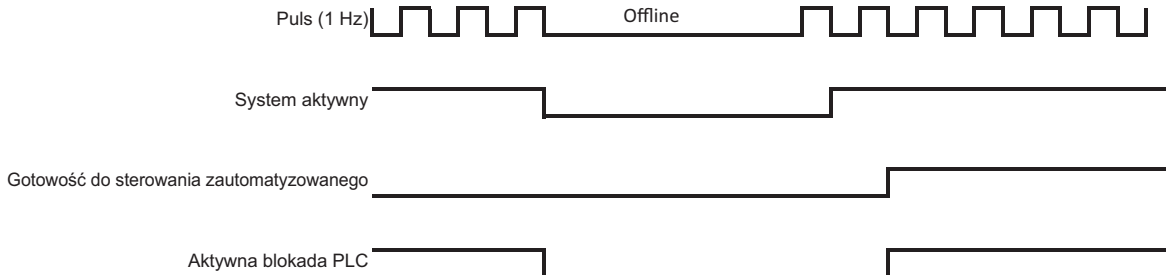 Puls (1 Hz)
Offline
System aktywny
Gotowość do sterowania zautomatyzowanego
Aktywna blokada PLC